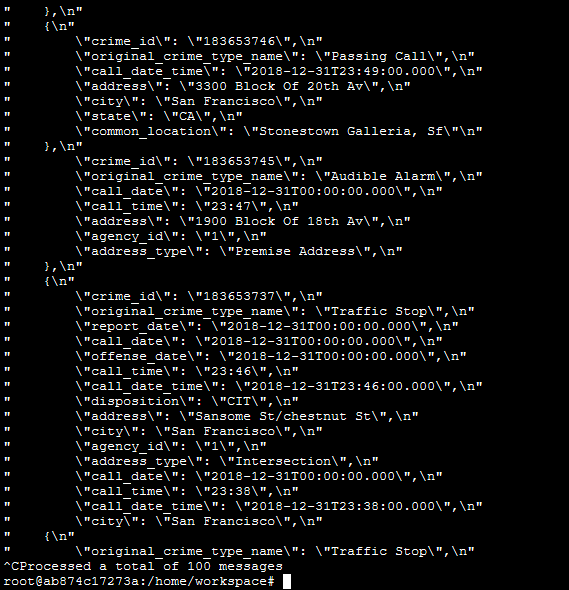 "    },\n"
"    {\n"
"        \"crime_id\": \"183653746\",\n"
"        \"original_crime_type_name\": \"Passing Call\",\n"
"        \"call_date_time\": \"2018-12-31T23:49:00.000\",\n"
"        \"address\": \"3300 Block Of 20th Av\",\n"
"        \"city\": \"San Francisco\",\n"
"        \"state\": \"CA\",\n"
"        \"common_location\": \"Stonestown Galleria, Sf\"\n"
"    },\n"
"        \"crime_id\": \"183653745\",\n"
"        \"original_crime_type_name\": \"Audible Alarm\",\n"
"        \"call_date\": \"2018-12-31T00:00:00.000\",\n"
"        \"call_time\": \"23:47\",\n"
"        \"address\": \"1900 Block Of 18th Av\",\n"
"        \"agency_id\": \"1\",\n"
"        \"address_type\": \"Premise Address\",\n"
"    },\n"
"    {\n"
"        \"crime_id\": \"183653737\",\n"
"        \"original_crime_type_name\": \"Traffic Stop\",\n"
"        \"report_date\": \"2018-12-31T00:00:00.000\",\n"
"        \"call_date\": \"2018-12-31T00:00:00.000\",\n"
"        \"offense_date\": \"2018-12-31T00:00:00.000\",\n"
"        \"call_time\": \"23:46\",\n"
"        \"call_date_time\": \"2018-12-31T23:46:00.000\",\n"
"        \"disposition\": \"CIT\",\n"
"        \"address\": \"Sansome St/chestnut St\",\n"
"        \"city\": \"San Francisco\",\n"
"        \"agency_id\": \"1\",\n"
"        \"address_type\": \"Intersection\",\n"
"        \"call_date\": \"2018-12-31T00:00:00.000\",\n"
"        \"call_time\": \"23:38\",\n"
"        \"call_date_time\": \"2018-12-31T23:38:00.000\",\n"
"        \"city\": \"San Francisco\",\n"
"    {\n"
"        \"original_crime_type_name\": \"Traffic Stop\",\n"
^CProcessed a total of 100 messages
root@ab874c17273a:/home/workspace#